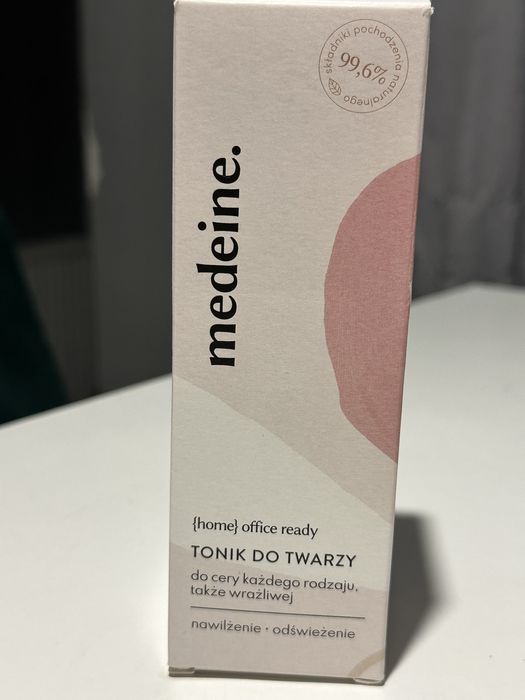 składniki pochodzenia naturalnego
99,6%
medeine.
{home} office ready
TONIK DO TWARZY
do cery każdego rodzaju,
także wrażliwej
nawilżenie • odświeżenie